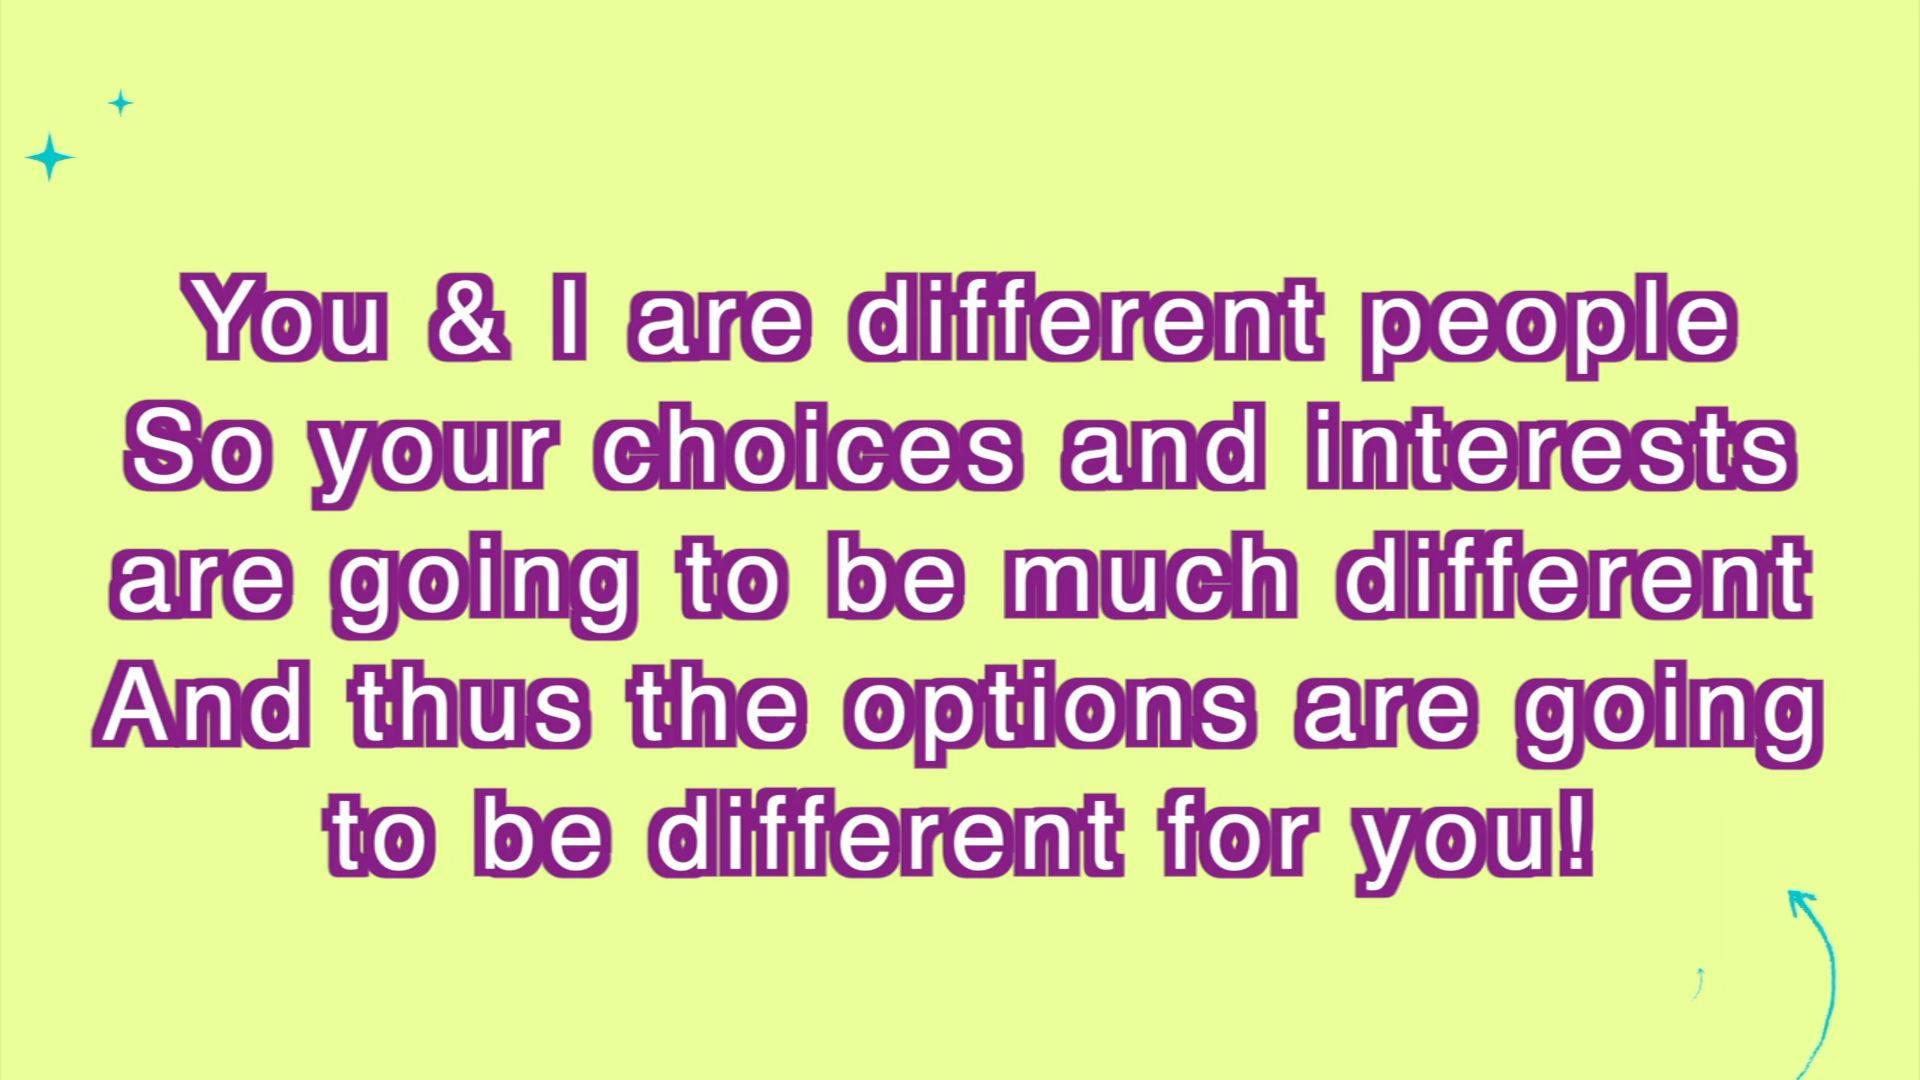 You & I are different people
So your choices and interests
are going to be much different
And thus the options are going
to be different for you!